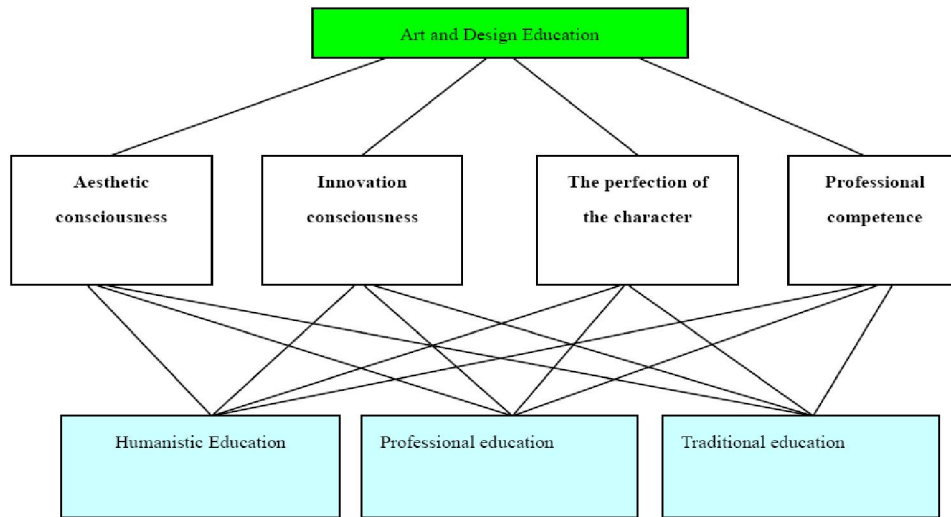 Art and Design Education
Aesthetic
consciousness
Innovation
consciousness
The perfection of
the character
Professional
competence
Humanistic Education
Professional education
Traditional education